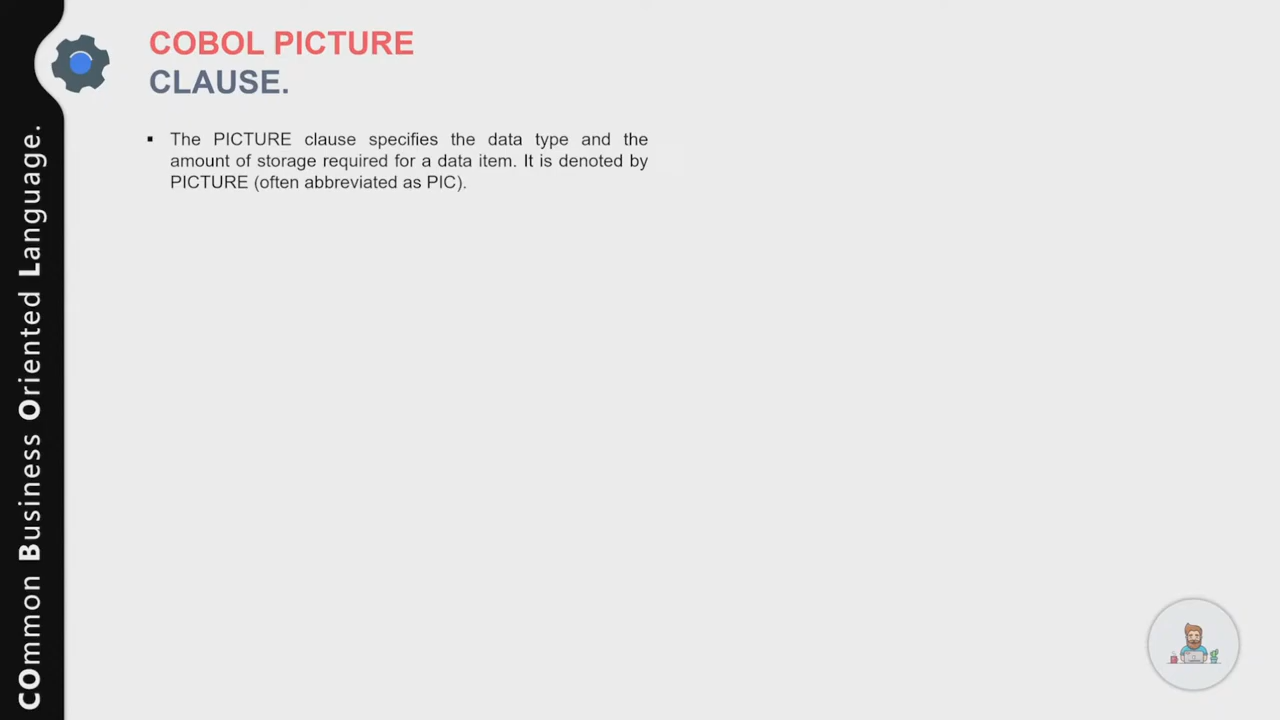 COBOL PICTURE
CLAUSE.
▪ The PICTURE clause specifies the data type and the
amount of storage required for a data item. It is denoted by
PICTURE (often abbreviated as PIC).
COmmon Business Oriented Language.